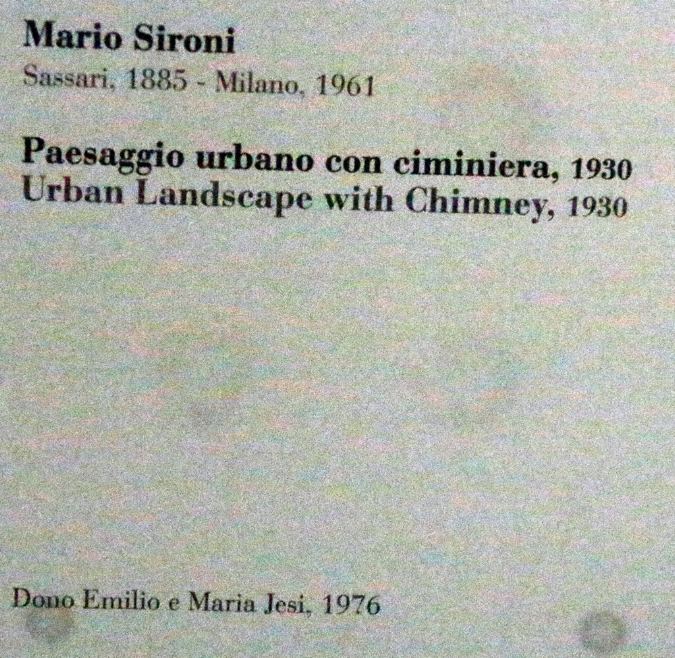 Mario Sironi
Sassari, 1885 - Milano, 1961
Paesaggio urbano con ciminiera, 1930
Urban Landscape with Chimney, 1930
Dono Emilio e Maria Jesi, 1976